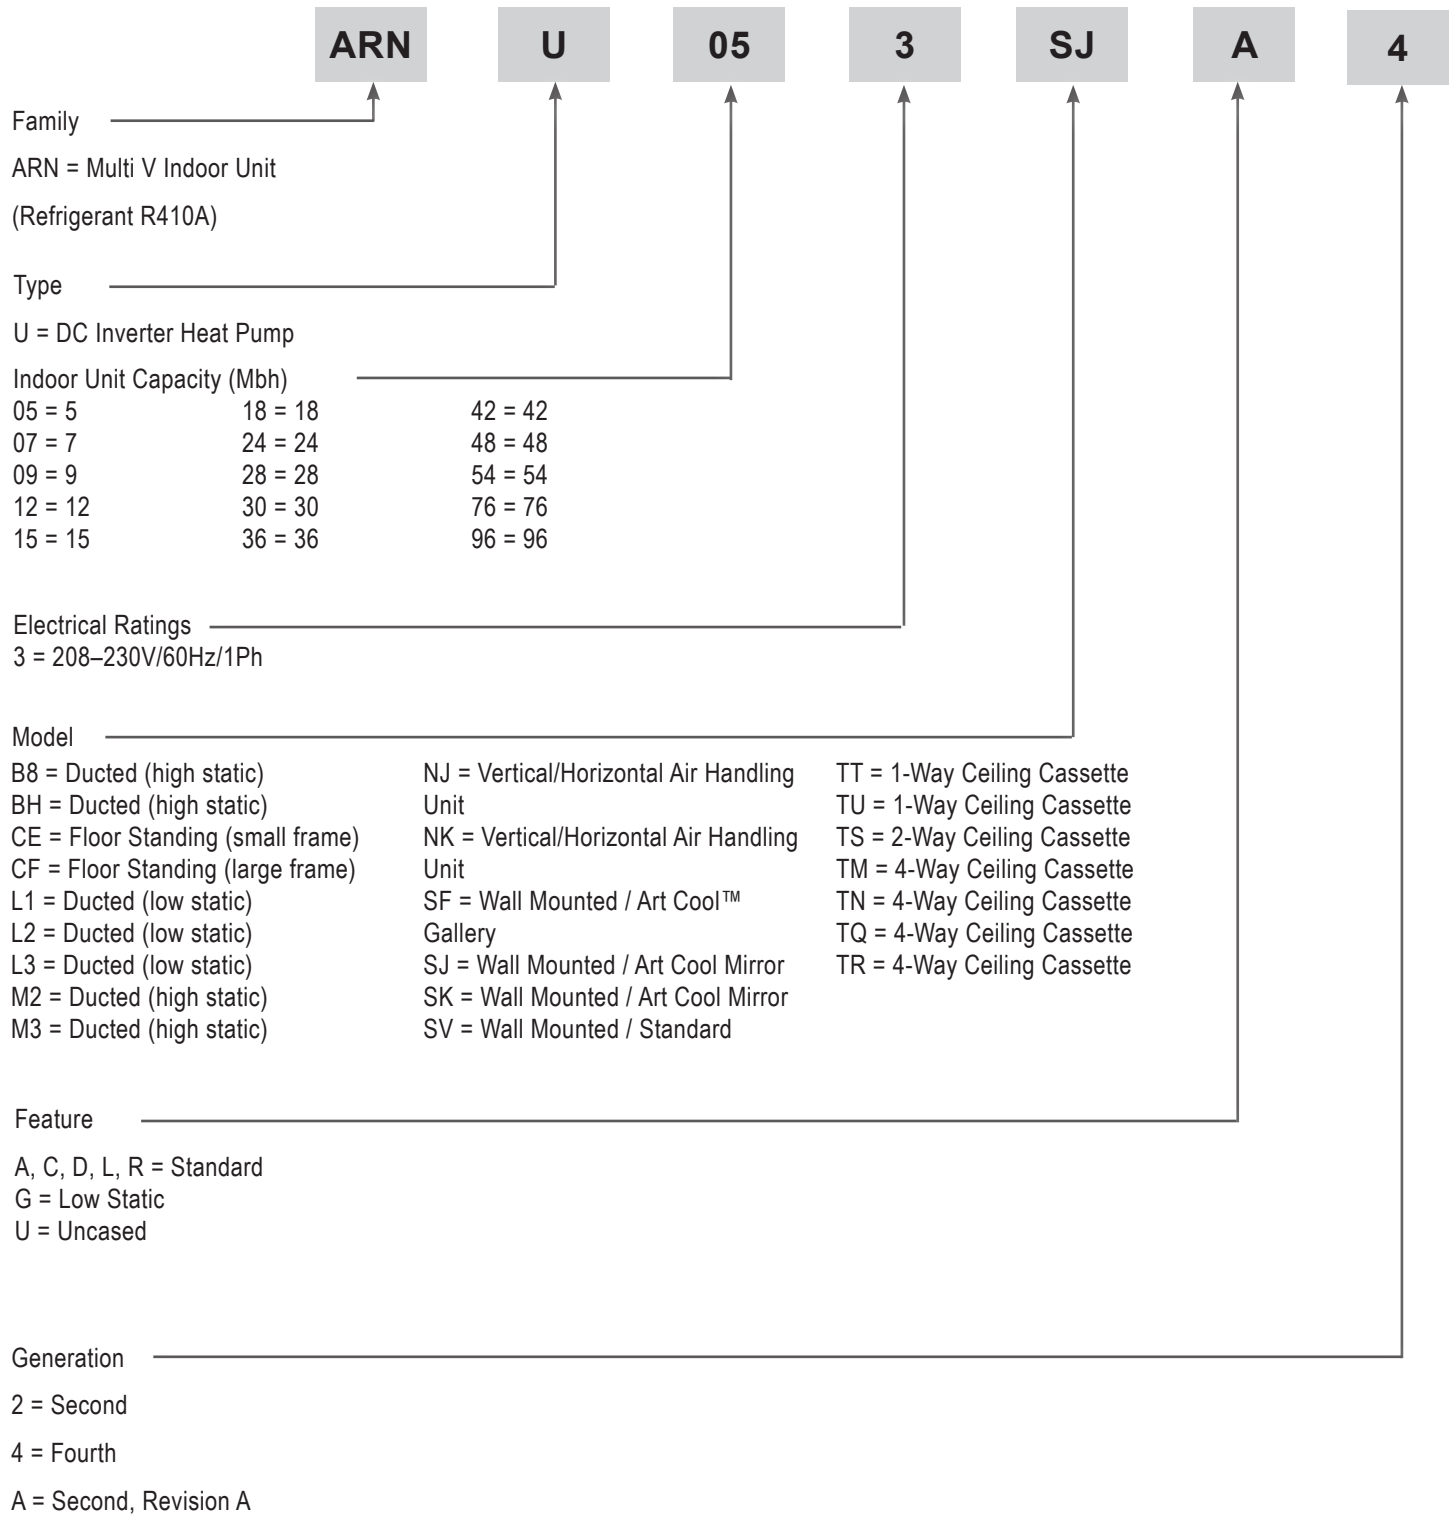 ARN U 05 3 SJ A 4
Family
ARN = Multi V Indoor Unit
(Refrigerant R410A)
Type
U = DC Inverter Heat Pump
Indoor Unit Capacity (Mbh)
05 = 5 18 = 18 42 = 42
07 = 7 24 = 24 48 = 48
09 = 9 28 = 28 54 = 54
12 = 12 30 = 30 76 = 76
15 = 15 36 = 36 96 = 96
Electrical Ratings
3 = 208–230V/60Hz/1Ph
Model
B8 = Ducted (high static)
BH = Ducted (high static)
CE = Floor Standing (small frame)
CF = Floor Standing (large frame)
L1 = Ducted (low static)
L2 = Ducted (low static)
L3 = Ducted (low static)
M2 = Ducted (high static)
M3 = Ducted (high static)
NJ = Vertical/Horizontal Air Handling
Unit
NK = Vertical/Horizontal Air Handling
Unit
SF = Wall Mounted / Art Cool™
Gallery
SJ = Wall Mounted / Art Cool Mirror
SK = Wall Mounted / Art Cool Mirror
SV = Wall Mounted / Standard
TT = 1-Way Ceiling Cassette
TU = 1-Way Ceiling Cassette
TS = 2-Way Ceiling Cassette
TM = 4-Way Ceiling Cassette
TN = 4-Way Ceiling Cassette
TQ = 4-Way Ceiling Cassette
TR = 4-Way Ceiling Cassette
Feature
A, C, D, L, R = Standard
G = Low Static
U = Uncased
Generation
2 = Second
4 = Fourth
A = Second, Revision A